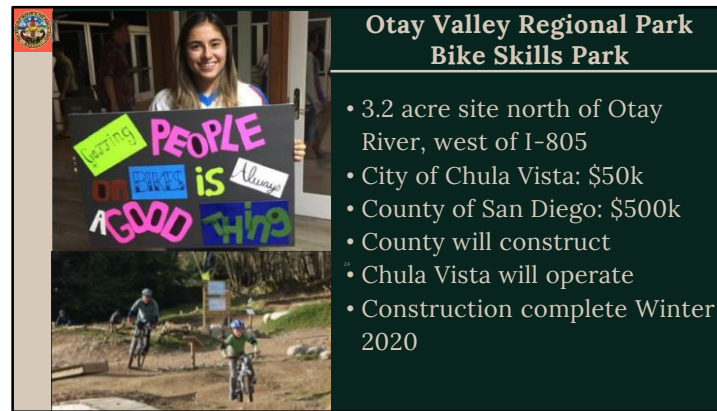 Otay Valley Regional Park
Bike Skills Park
Getting PEOPLE
on BIKES is Always
A GOOD THing
• 3.2 acre site north of Otay
River, west of I-805
• City of Chula Vista: $50k
• County of San Diego: $500k
• County will construct
24
• Chula Vista will operate
• Construction complete Winter
2020